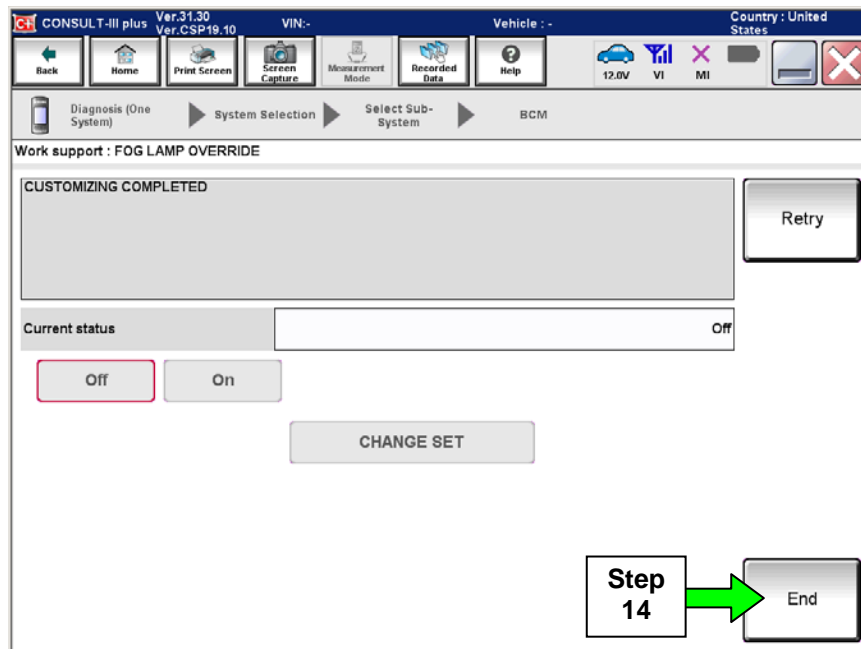 CONSULT-III plus Ver.31.30
Ver.CSP19.10
VIN:-
Vehicle : -
Country : United
States
Back
Home
Print Screen
Screen
Capture
Measurement
Mode
Recorded
Data
Help
12.0V
VI
MI
Diagnosis (One
System)
System Selection
Select Sub-
System
BCM
Work support : FOG LAMP OVERRIDE
CUSTOMIZING COMPLETED
Retry
Current status
Off
Off
On
CHANGE SET
Step
14
End